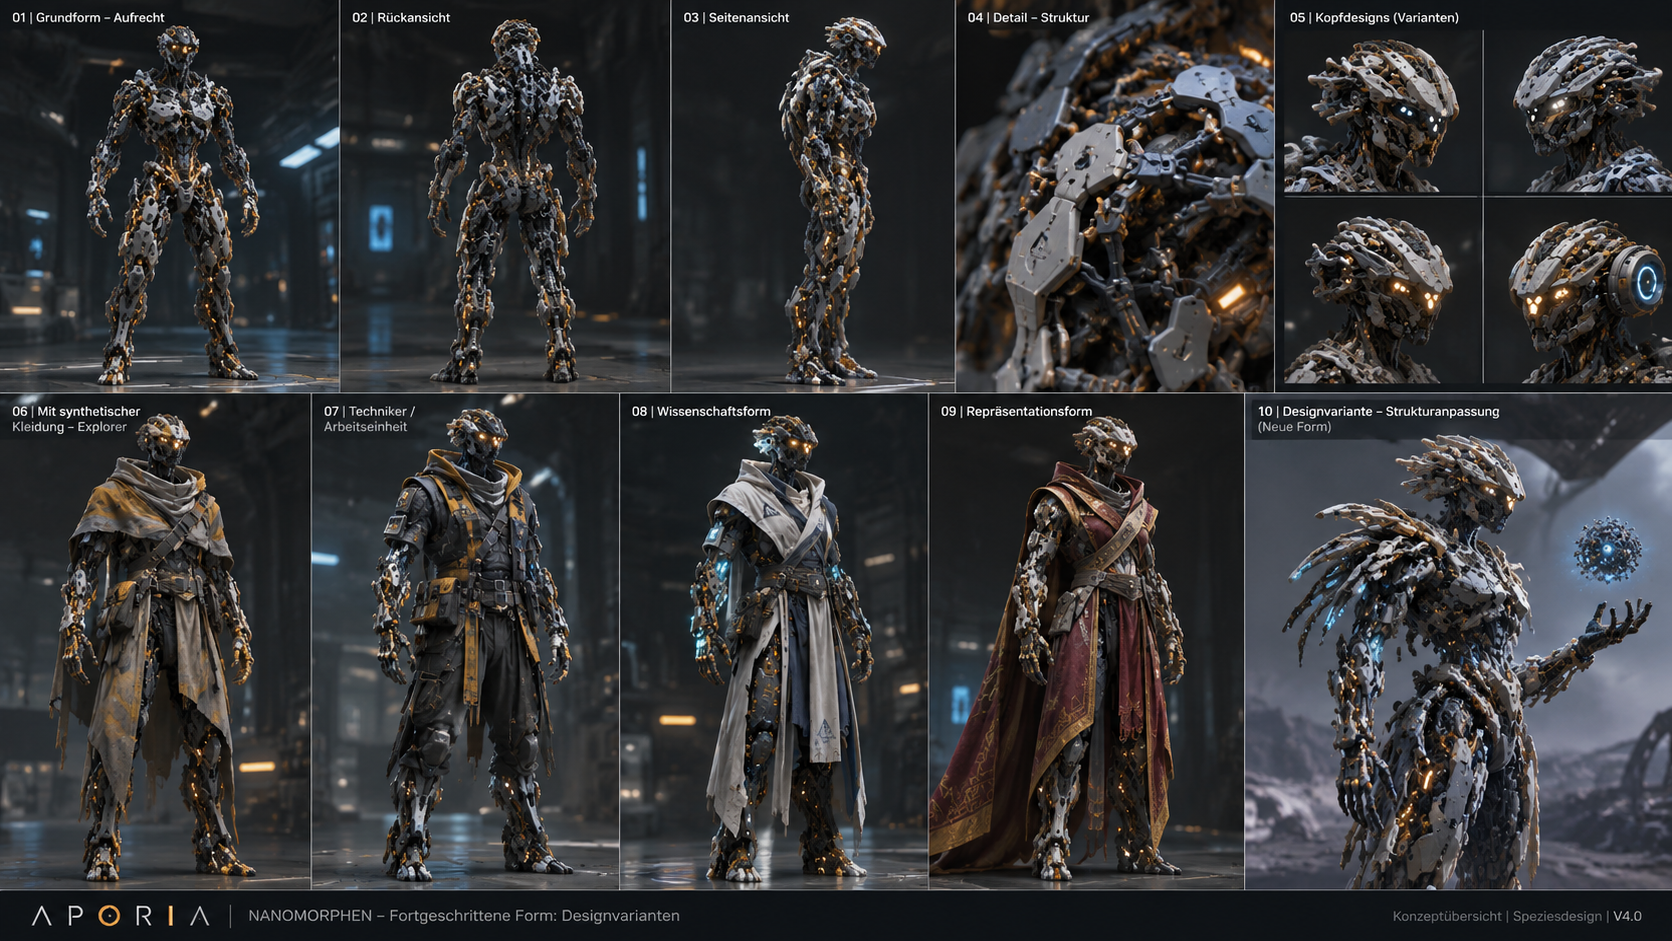 01 | Grundform – Aufrecht
02 | Rückansicht
03 | Seitenansicht
04 | Detail – Struktur
05 | Kopfdesigns (Varianten)
06 | Mit synthetischer
Kleidung – Explorer
07 | Techniker /
Arbeitseinheit
08 | Wissenschaftsform
09 | Repräsentationsform
10 | Designvariante – Strukturanpassung
(Neue Form)
APORIA | NANOMORPHEN – Fortgeschrittene Form: Designvarianten
Konzeptübersicht | Speziesdesign | V4.0